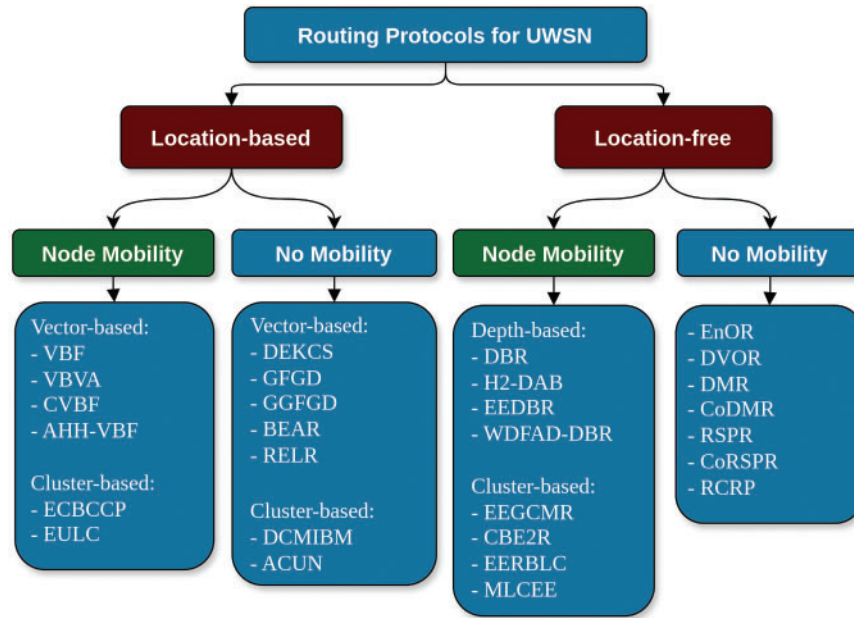 Routing Protocols for UWSN
Location-based
Location-free
Node Mobility
No Mobility
Node Mobility
No Mobility
Vector-based:
- VBF
- VBVA
- CVBF
- AHH-VBF
Cluster-based:
- ECBCCP
- EULC
Vector-based:
- DEKCS
- GFGD
- GGFGD
- BEAR
- RELR
Cluster-based:
- DCMIBM
- ACUN
Depth-based:
- DBR
- H2-DAB
- EEDBR
- WDFAD-DBR
Cluster-based:
- EEGCMR
- CBE2R
- EERBLC
- MLCEE
- EnOR
- DVOR
- DMR
- CoDMR
- RSPR
- CoRSPR
- RCRP